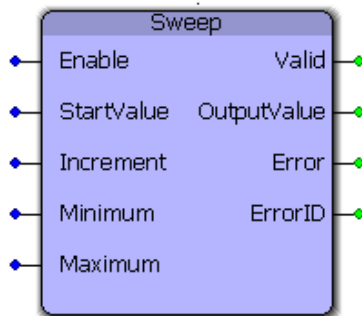 Sweep
Enable Valid
StartValue OutputValue
Increment Error
Minimum ErrorID
Maximum